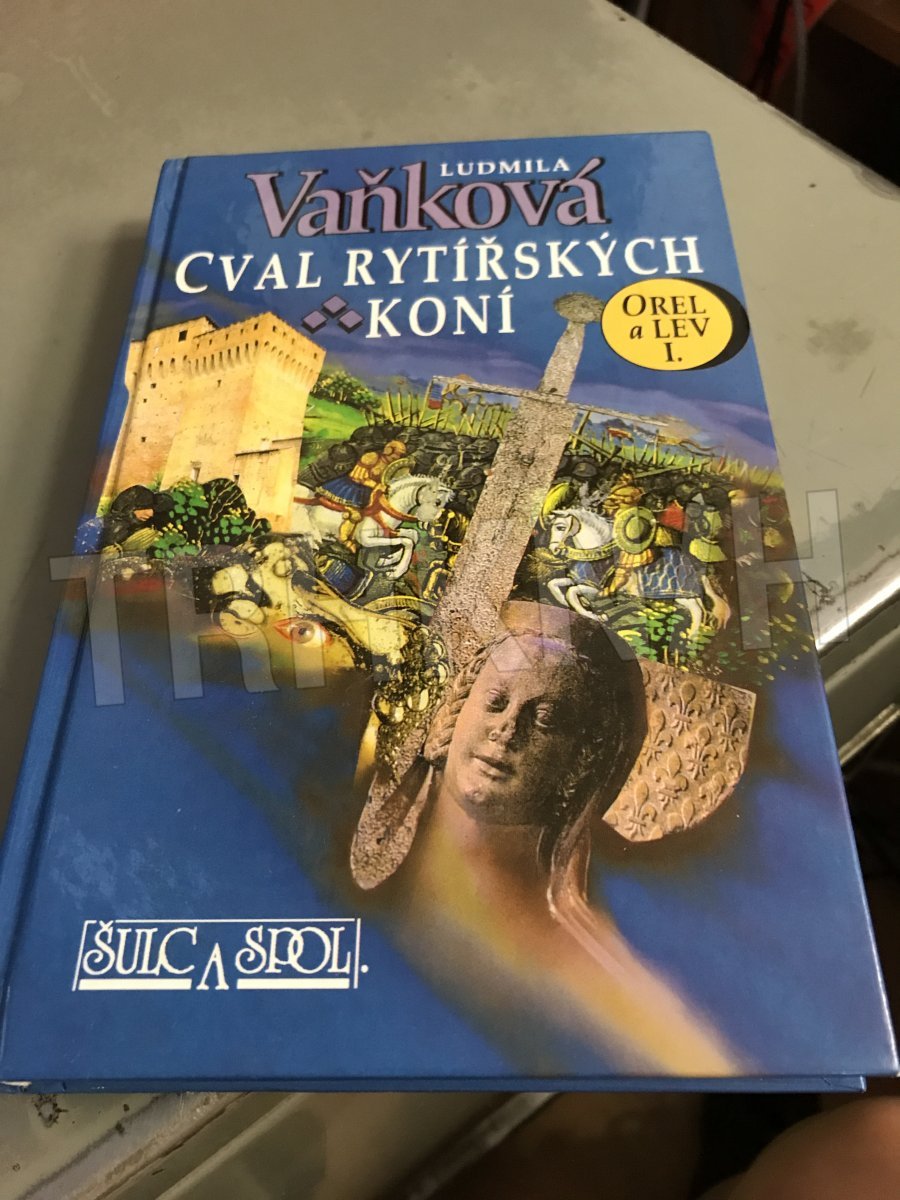 LUDMILA
Vaňková
CVAL RYTÍŘSKÝCH
KONÍ
OREL
a LEV
I.
ŠULC A SPOL.